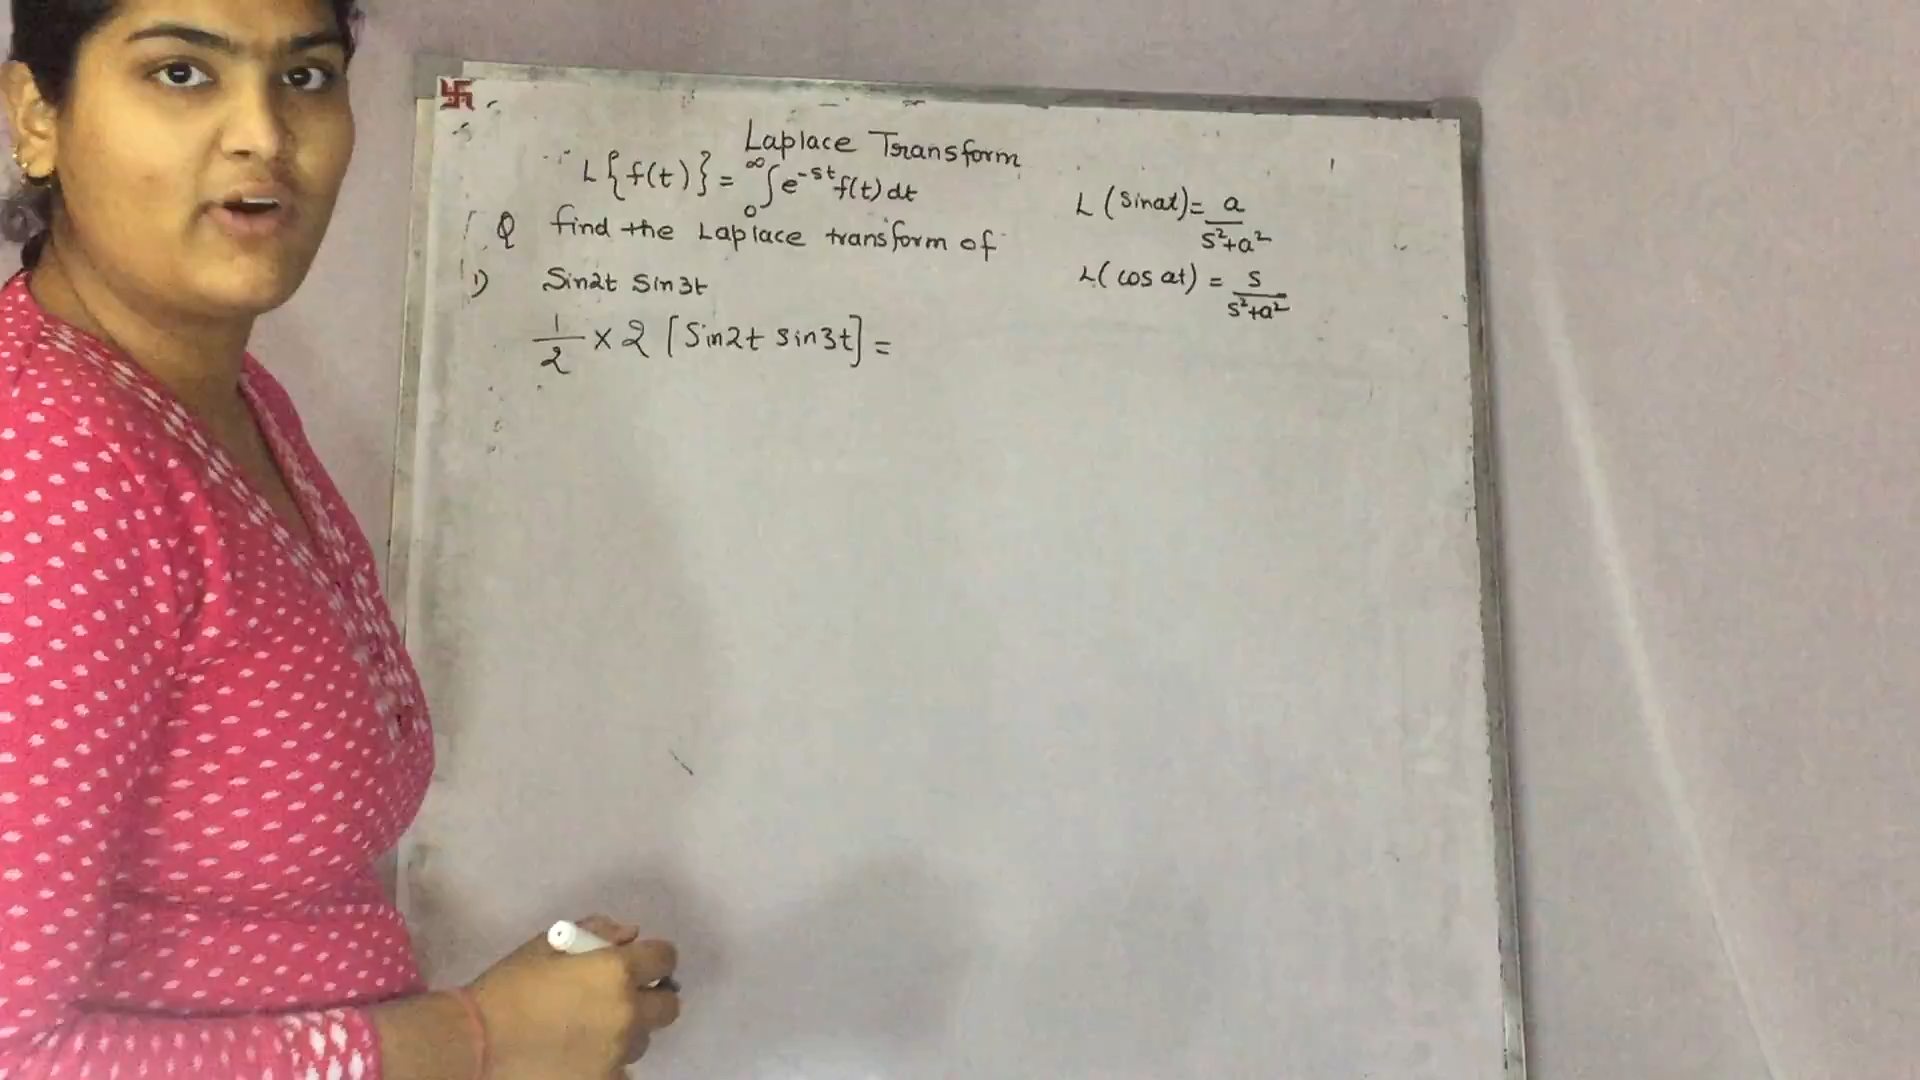 Laplace Transform
L{f(t)} = ∞∫0 e^-st f(t) dt
Q find the Laplace transform of
1) Sin2t Sin3t
1/2 × 2 [Sin2t sin3t] =
L (sinat) = a/s²+a²
L( cos at) = s/s²+a²